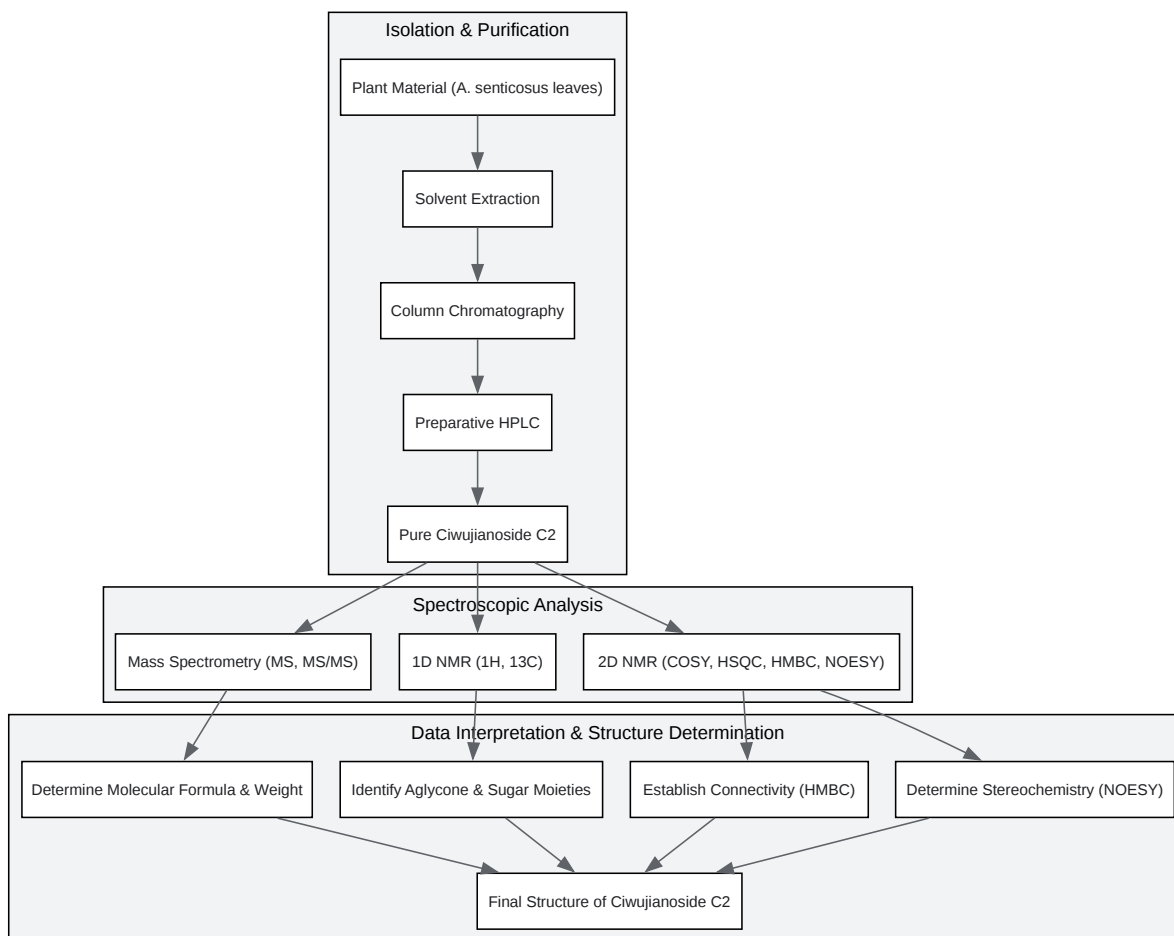 Isolation & Purification
Plant Material (A. senticosus leaves)
Solvent Extraction
Column Chromatography
Preparative HPLC
Pure Ciwujianoside C2
Spectroscopic Analysis
Mass Spectrometry (MS, MS/MS)
1D NMR (1H, 13C)
2D NMR (COSY, HSQC, HMBC, NOESY)
Data Interpretation & Structure Determination
Determine Molecular Formula & Weight
Identify Aglycone & Sugar Moieties
Establish Connectivity (HMBC)
Determine Stereochemistry (NOESY)
Final Structure of Ciwujianoside C2